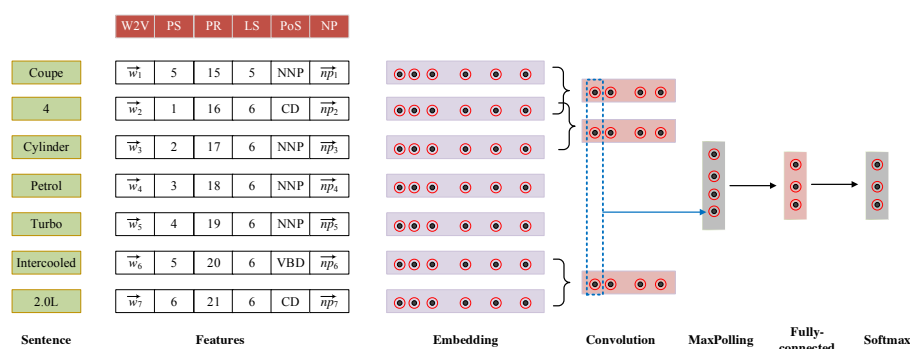 W2V PS PR LS PoS NP
Coupe w₁ 5 15 5 NNP np₁
4 w₂ 1 16 6 CD np₂
Cylinder w₃ 2 17 6 NNP np₃
Petrol w₄ 3 18 6 NNP np₄
Turbo w₅ 4 19 6 NNP np₅
Intercooled w₆ 5 20 6 VBD np₆
2.0L w₇ 6 21 6 CD np₇
Sentence Features Embedding Convolution MaxPolling Fully-connected Softmax